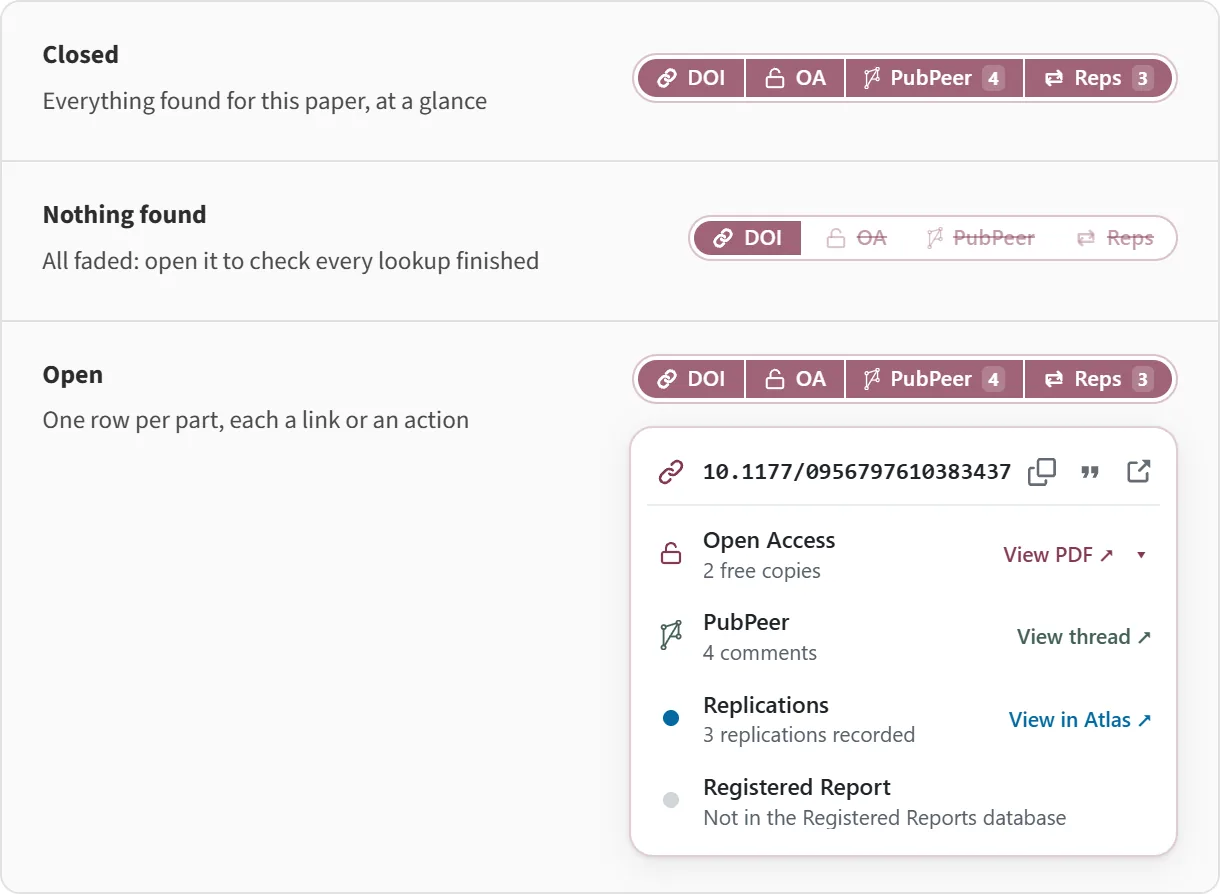 Closed
DOI OA PubPeer 4 Reps 3
Everything found for this paper, at a glance
Nothing found
DOI OA PubPeer Reps
All faded: open it to check every lookup finished
Open
DOI OA PubPeer 4 Reps 3
One row per part, each a link or an action
10.1177/0956797610383437
Open Access
2 free copies
View PDF ↗ ▾
PubPeer
4 comments
View thread ↗
Replications
3 replications recorded
View in Atlas ↗
Registered Report
Not in the Registered Reports database